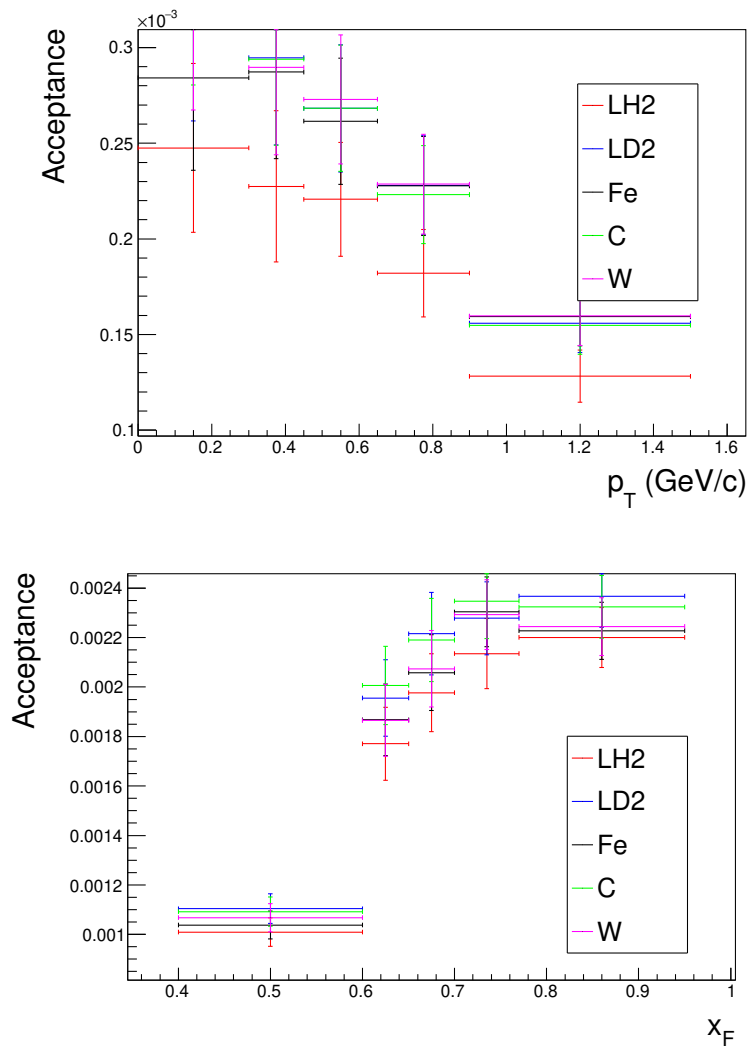 ×10⁻³
Acceptance
0.3
0.25
0.2
0.15
0.1
LH2
LD2
Fe
C
W
0 0.2 0.4 0.6 0.8 1 1.2 1.4 1.6
p_T (GeV/c)
Acceptance
0.0024
0.0022
0.002
0.0018
0.0016
0.0014
0.0012
0.001
LH2
LD2
Fe
C
W
0.4 0.5 0.6 0.7 0.8 0.9 1
x_F